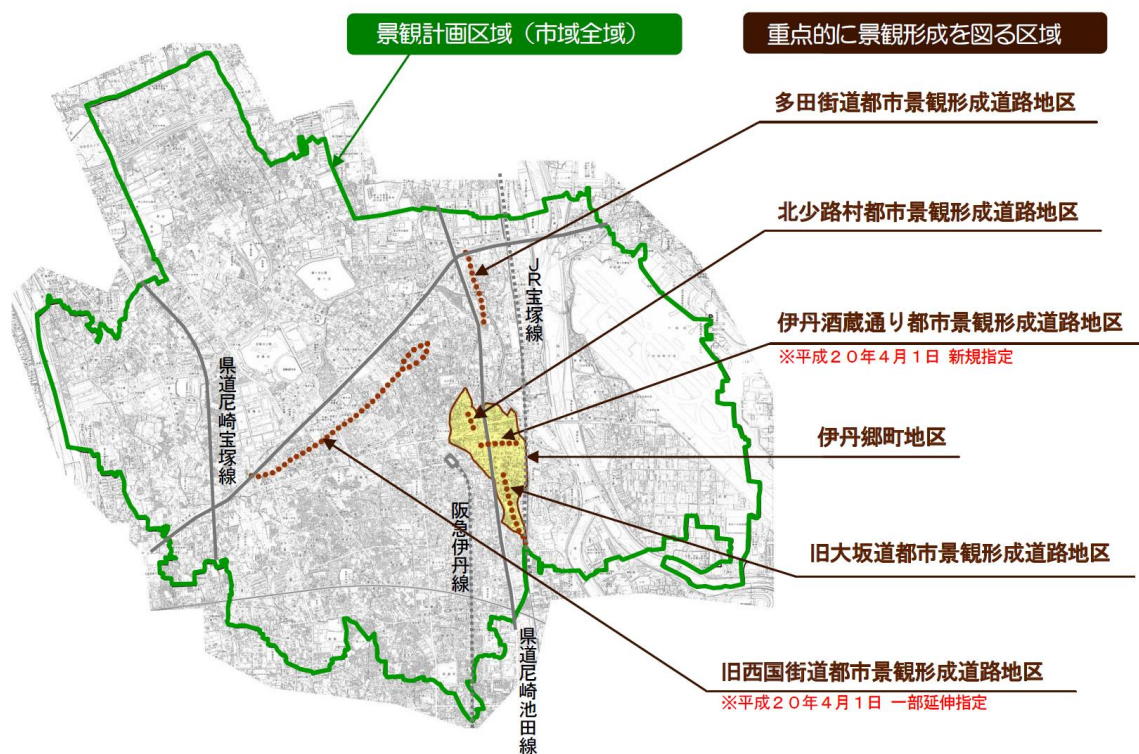 景観計画区域（市域全域）
重点的に景観形成を図る区域
多田街道都市景観形成道路地区
北少路村都市景観形成道路地区
伊丹酒蔵通り都市景観形成道路地区
※平成２０年４月１日 新規指定
伊丹郷町地区
旧大坂道都市景観形成道路地区
旧西国街道都市景観形成道路地区
※平成２０年４月１日 一部延伸指定
ＪＲ宝塚線
県道尼崎宝塚線
阪急伊丹線
県道尼崎池田線